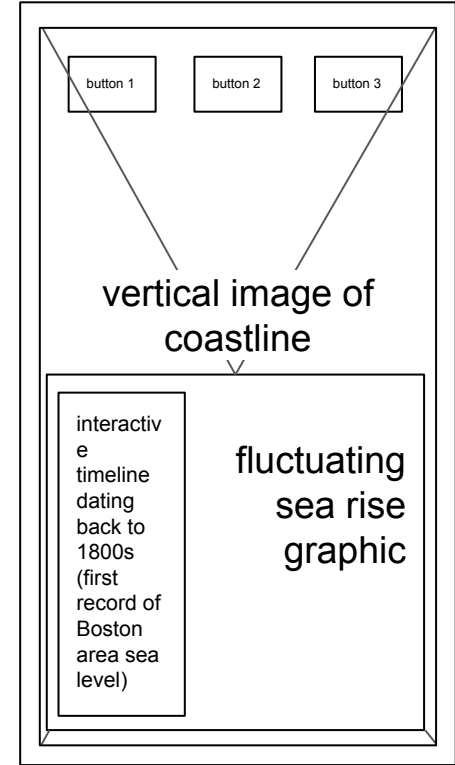 button 1
button 2
button 3
vertical image of
coastline
interactiv
e
timeline
dating
back to
1800s
(first
record of
Boston
area sea
level)
fluctuating
sea rise
graphic